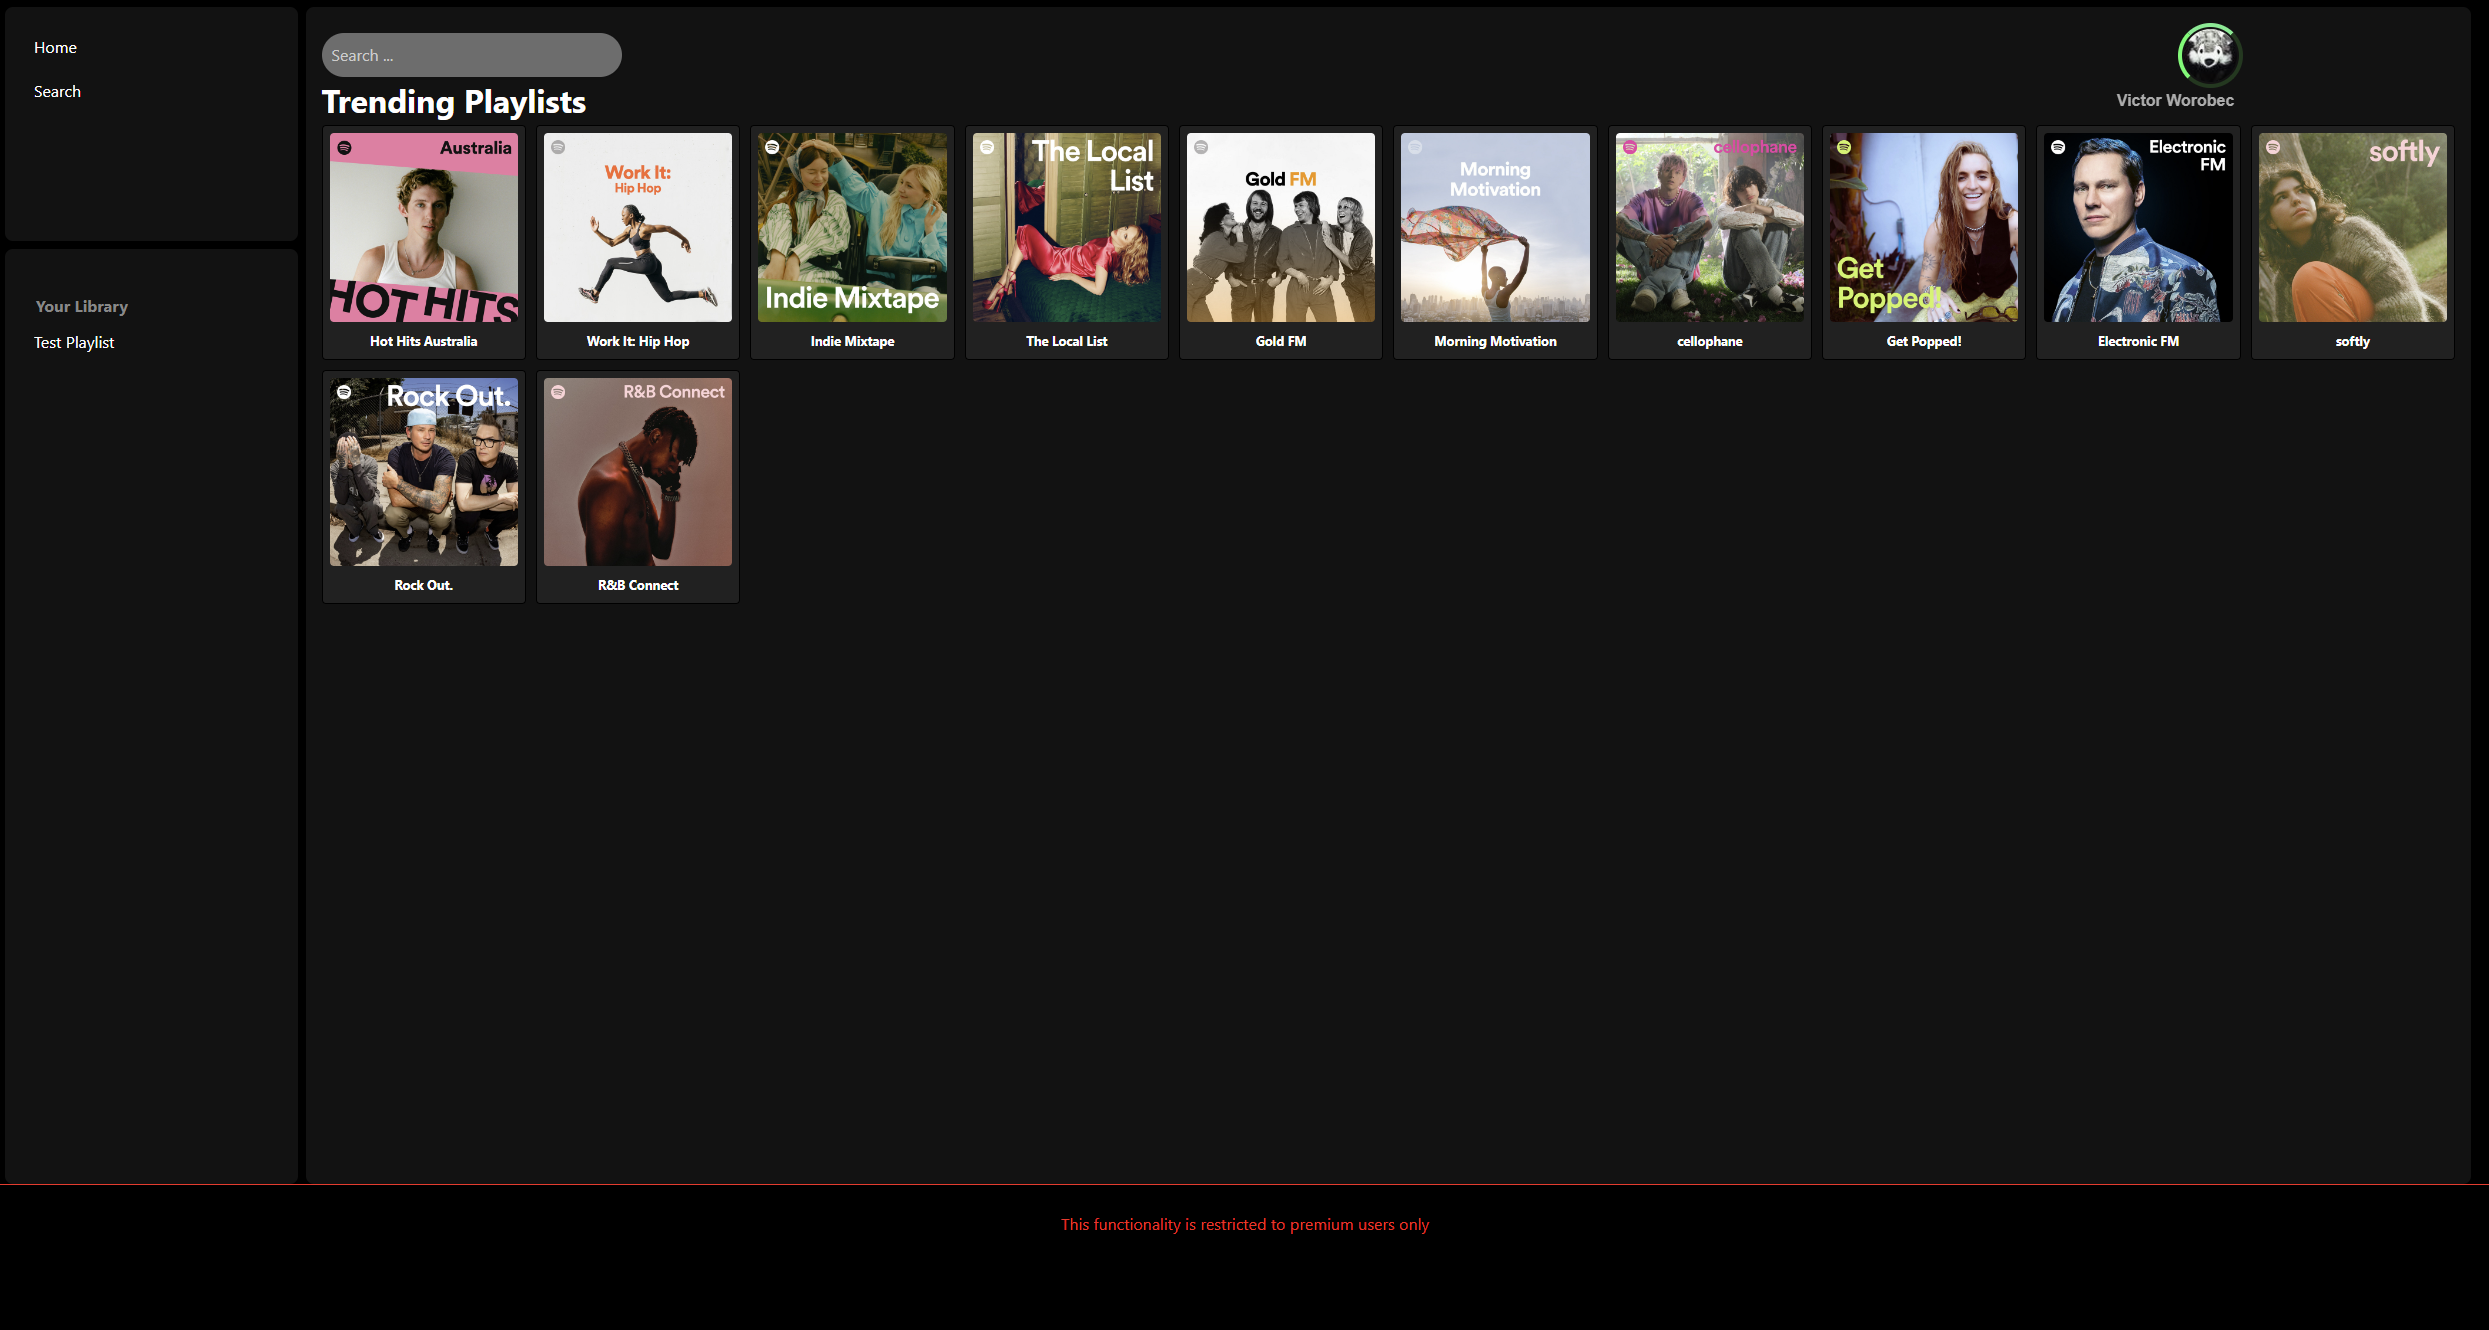 Home
Search
Your Library
Test Playlist
Search ...
Victor Worobec
Trending Playlists
Australia
HOT HITS
Hot Hits Australia
Work It:
Hip Hop
Work It: Hip Hop
Indie Mixtape
Indie Mixtape
The Local
List
The Local List
Gold FM
Gold FM
Morning
Motivation
Morning Motivation
cellophane
cellophane
Get
Popped!
Get Popped!
Electronic
FM
Electronic FM
softly
softly
Rock Out.
Rock Out.
R&B Connect
R&B Connect
This functionality is restricted to premium users only